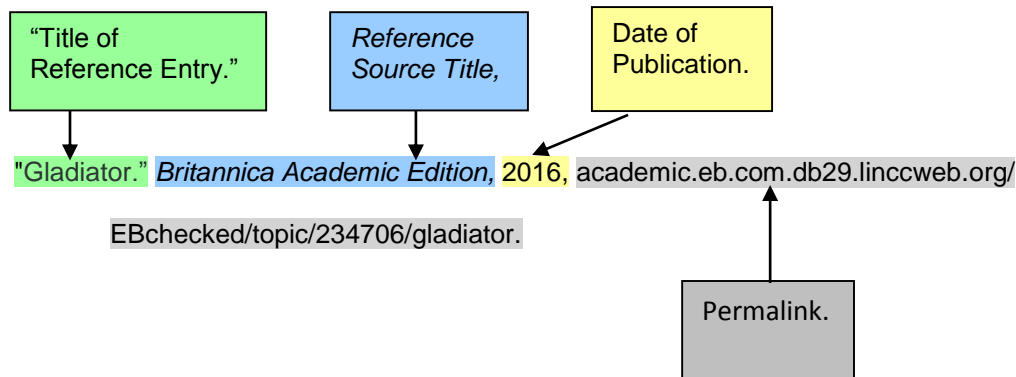 “Title of
Reference Entry.”
Reference
Source Title,
Date of
Publication.
"Gladiator.” Britannica Academic Edition, 2016, academic.eb.com.db29.linccweb.org/
EBchecked/topic/234706/gladiator.
Permalink.